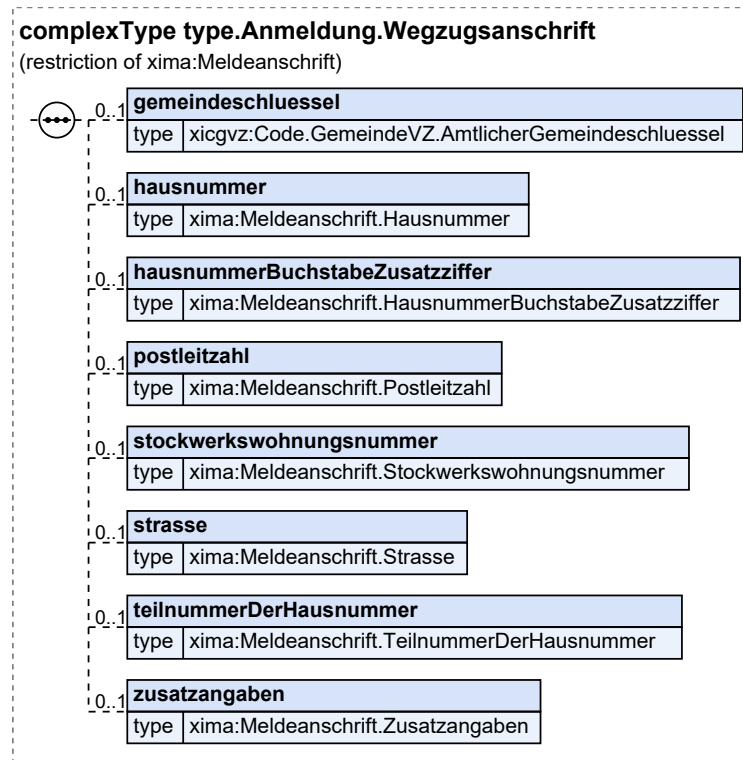 complexType type.Anmeldung.Wegzugsanschrift
(restriction of xima:Meldeanschrift)
0..1 gemeindeschluessel
type xicgvz:Code.GemeindeVZ.AmtlicherGemeindeschluessel
0..1 hausnummer
type xima:Meldeanschrift.Hausnummer
0..1 hausnummerBuchstabeZusatzziffer
type xima:Meldeanschrift.HausnummerBuchstabeZusatzziffer
0..1 postleitzahl
type xima:Meldeanschrift.Postleitzahl
0..1 stockwerkswohnungsnummer
type xima:Meldeanschrift.Stockwerkswohnungsnummer
0..1 strasse
type xima:Meldeanschrift.Strasse
0..1 teilnummerDerHausnummer
type xima:Meldeanschrift.TeilnummerDerHausnummer
0..1 zusatzangaben
type xima:Meldeanschrift.Zusatzangaben